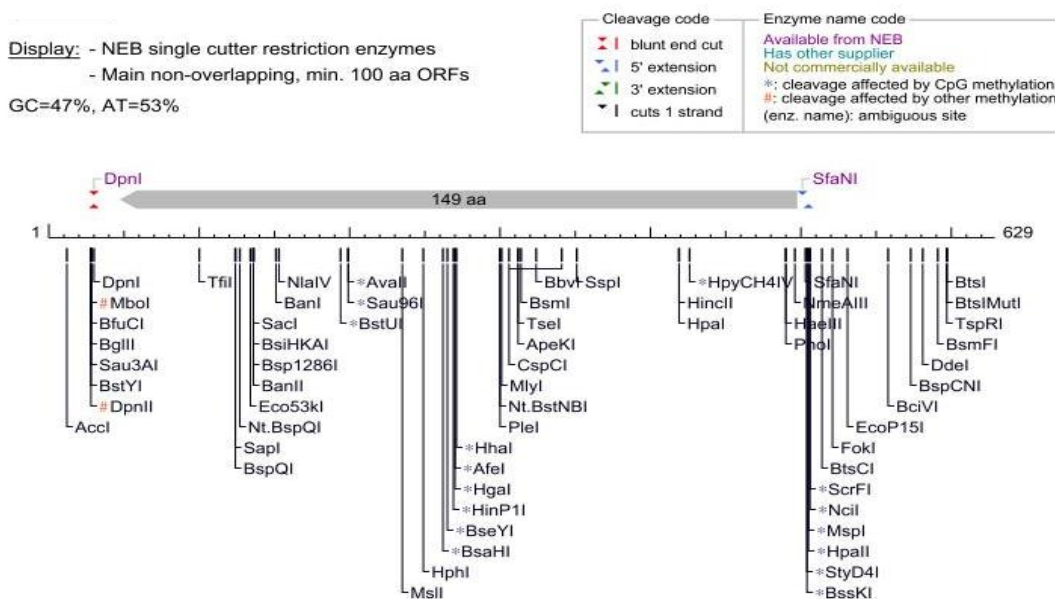 Display: - NEB single cutter restriction enzymes
- Main non-overlapping, min. 100 aa ORFs
GC=47%, AT=53%
Cleavage code
blunt end cut
5' extension
3' extension
cuts 1 strand
Enzyme name code
Available from NEB
Has other supplier
Not commercially available
*: cleavage affected by CpG methylation
#: cleavage affected by other methylation
(enz. name): ambiguous site
DpnI
SfaNI
149 aa
1
629
DpnI TfiI NlaIV *AvaII BbvI SspI *HpyCH4IV SfaNI BtsI
#MboI BanI *Sau96I BsmI HincII NmeAIII BtsIMutI
BfuCI SacI *BstUI TseI HpaI HaeIII TspRI
BglII BsiHKAI ApeKI PhoI BsmFI
Sau3AI Bsp1286I CspCI DdeI
BstYI BanII MlyI BspCNI
#DpnII Eco53kI Nt.BstNBI BciVI
AccI Nt.BspQI PleI EcoP15I
SapI *HhaI FokI
BspQI *AfeI BtsCI
*HgaI *ScrFI
*HinP1I *NciI
*BseYI *MspI
*BsaHI *HpaII
HphI *StyD4I
MslI *BssKI